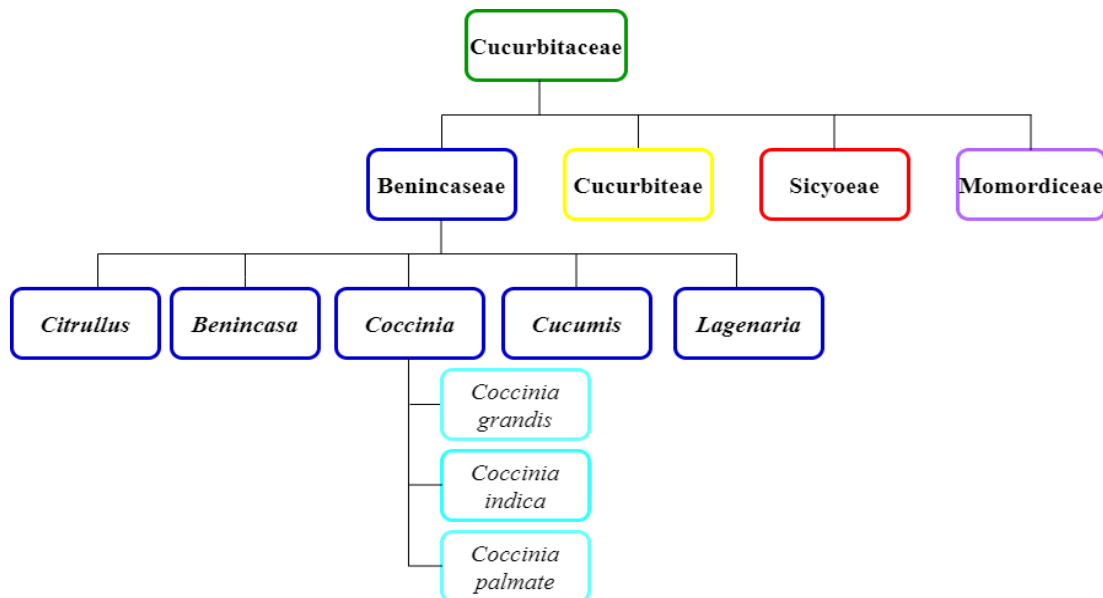 Cucurbitaceae
Benincaseae
Cucurbiteae
Sicyoeae
Momordiceae
Citrullus
Benincasa
Coccinia
Cucumis
Lagenaria
Coccinia
grandis
Coccinia
indica
Coccinia
palmate